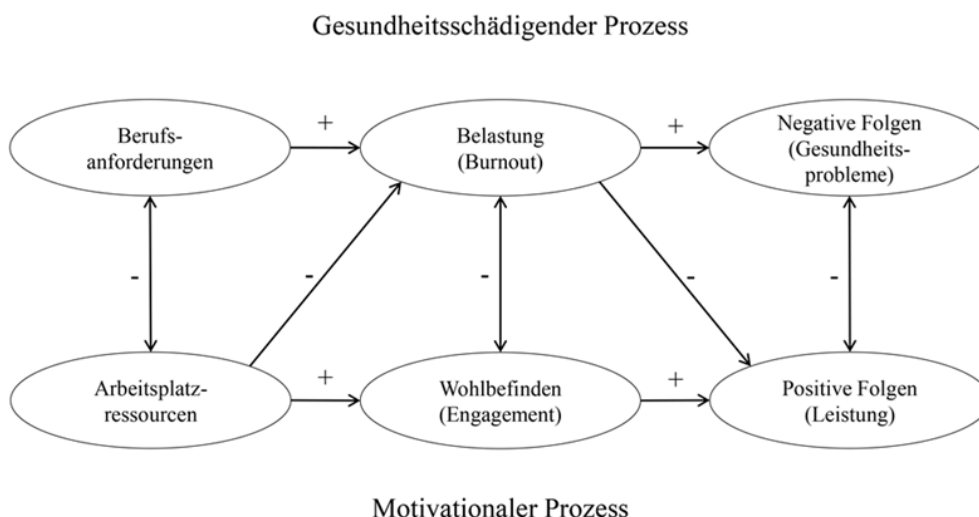 Gesundheitsschädigender Prozess
Berufs-
anforderungen
+
Belastung
(Burnout)
+
Negative Folgen
(Gesundheits-
probleme)
-
-
-
-
-
Arbeitsplatz-
ressourcen
+
Wohlbefinden
(Engagement)
+
Positive Folgen
(Leistung)
Motivationaler Prozess